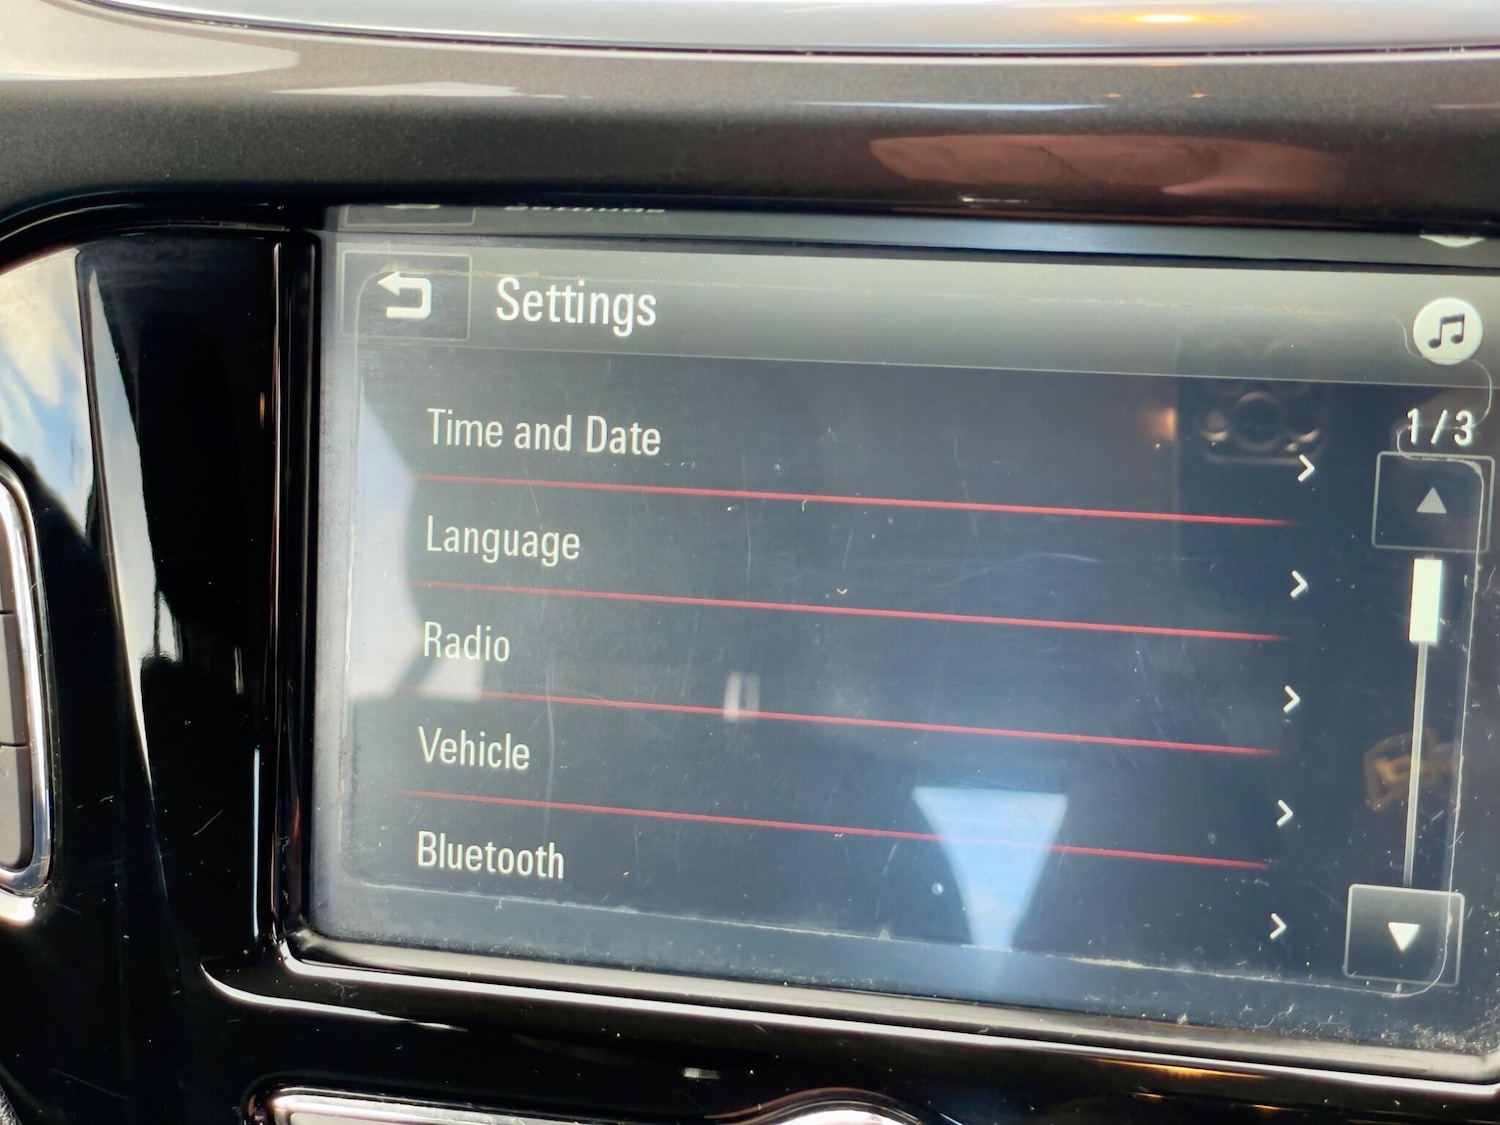 Settings
1/3
Time and Date
Language
Radio
Vehicle
Bluetooth